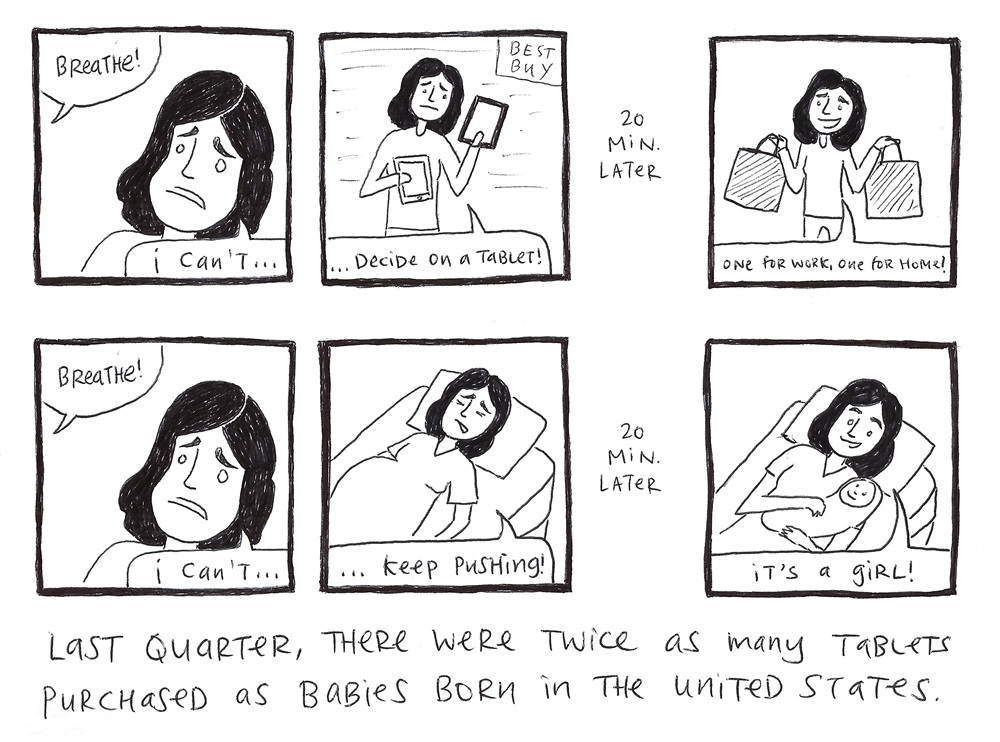 BREATHE!
i CAN'T...
BEST
BUY
...DECIDE ON A TABLET!
20
MIN.
LATER
ONE FOR WORK, ONE FOR HOME!
BREATHE!
i CAN'T...
... KEEP PUSHING!
20
MIN.
LATER
iT'S A GiRL!
LAST QUARTER, THERE WERE TWICE AS MANY TABLETS
PURCHASED AS BABIES BORN iN THE UNITED STATES.